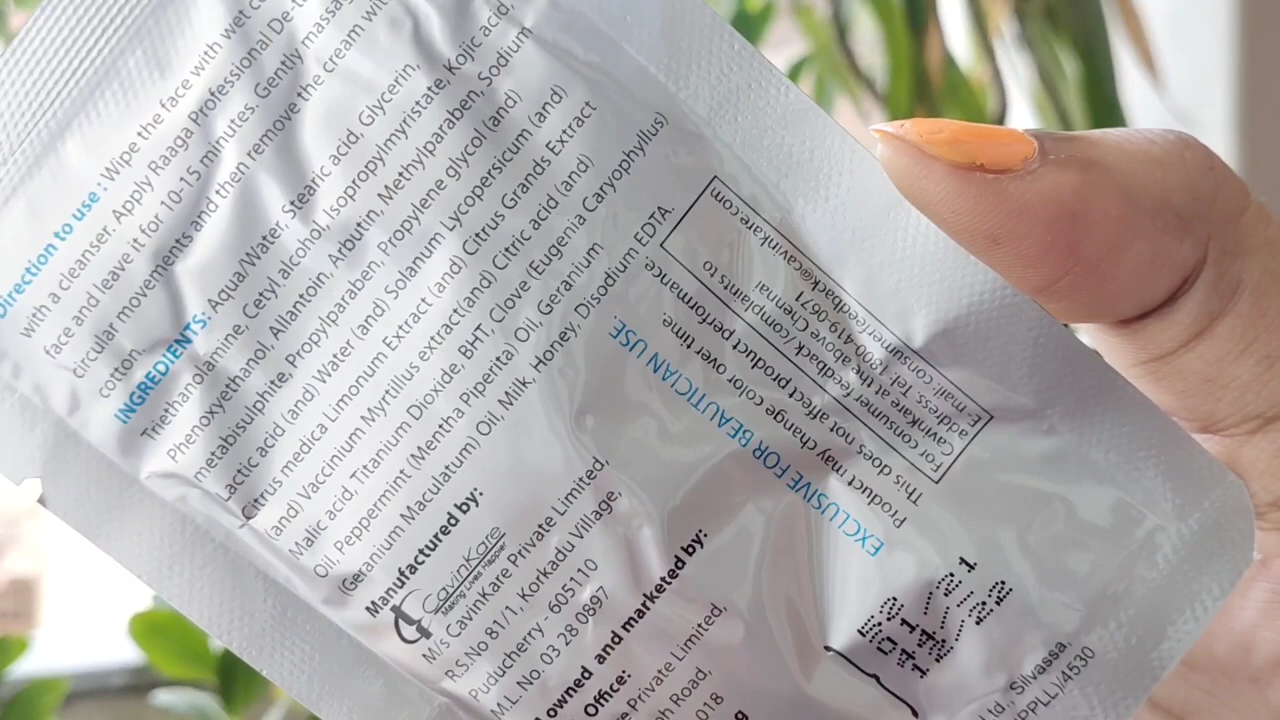 Direction to use : Wipe the face with wet
with a cleanser. Apply Raaga Professional De-
face and leave it for 10-15 minutes. Gently massage
circular movements and then remove the cream
cotton.
INGREDIENTS: Aqua/Water, Stearic acid, Glycerin,
Triethanolamine, Cetyl alcohol, Isopropylmyristate, Kojic acid,
Phenoxyethanol, Allantoin, Arbutin, Methylparaben, Sodium
metabisulphite, Propylparaben, Propylene glycol (and)
Lactic acid (and) Water (and) Solanum Lycopersicum (and)
Citrus medica Limonum Extract (and) Citrus Grands Extract
(and) Vaccinium Myrtillus extract(and) Citric acid (and)
Malic acid, Titanium Dioxide, BHT, Clove (Eugenia Caryophyllus)
Oil, Peppermint (Mentha Piperita) Oil, Geranium
(Geranium Maculatum) Oil, Milk, Honey, Disodium EDTA.
Manufactured by:
CavinKare
Making Lives Happier
M/s CavinKare Private Limited,
R.S.No 81/1, Korkadu Village,
Puducherry - 605110
M.L. No. 03 28 0897
owned and marketed by:
Office:
Private Limited,
Road,
018
For consumer feedback/complaints to
Cavinkare at the above Chennai
address. Tel: 1800 419 0671
E- mail: consumerfeedback@cavinkare.com
Product may change color over time.
This does not affect product performance.
EXCLUSIVE FOR BEAUTICIAN USE
Ltd., Silvassa,